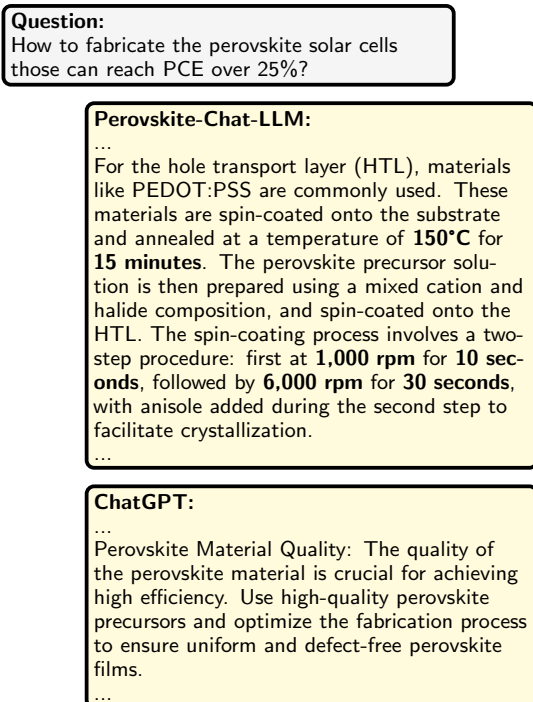 Question:
How to fabricate the perovskite solar cells
those can reach PCE over 25%?
Perovskite-Chat-LLM:
...
For the hole transport layer (HTL), materials
like PEDOT:PSS are commonly used. These
materials are spin-coated onto the substrate
and annealed at a temperature of 150°C for
15 minutes. The perovskite precursor solu-
tion is then prepared using a mixed cation and
halide composition, and spin-coated onto the
HTL. The spin-coating process involves a two-
step procedure: first at 1,000 rpm for 10 sec-
onds, followed by 6,000 rpm for 30 seconds,
with anisole added during the second step to
facilitate crystallization.
...
ChatGPT:
...
Perovskite Material Quality: The quality of
the perovskite material is crucial for achieving
high efficiency. Use high-quality perovskite
precursors and optimize the fabrication process
to ensure uniform and defect-free perovskite
films.
...